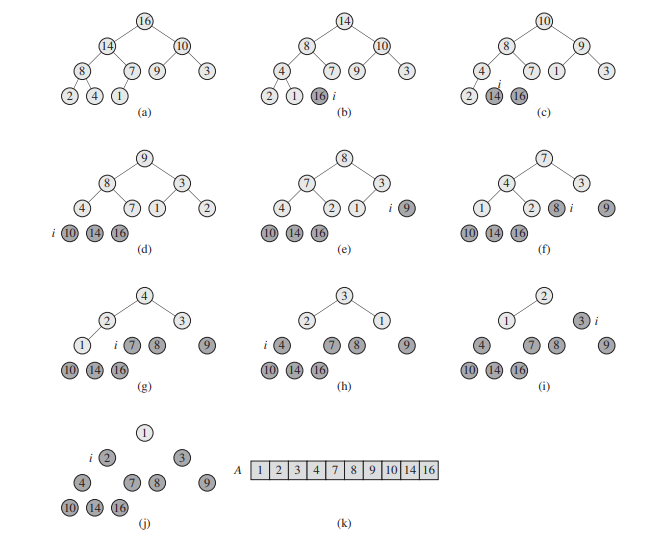 16 14 10
14 10 8 10 8 9
8 7 9 3 4 7 9 3 4 7 1 3
2 4 1 2 1 16 i 2 i 14 16
(a) (b) (c)
9 8 7
8 3 7 3 4 3
4 7 1 2 4 2 1 i 9 1 2 8 i 9
i 10 14 16 10 14 16 10 14 16
(d) (e) (f)
4 3 2
2 3 2 1 1 3 i
1 i 7 8 9 i 4 7 8 9 4 7 8 9
10 14 16 10 14 16 10 14 16
(g) (h) (i)
1
i 2 3
A 1 2 3 4 7 8 9 10 14 16
4 7 8 9
10 14 16
(j) (k)